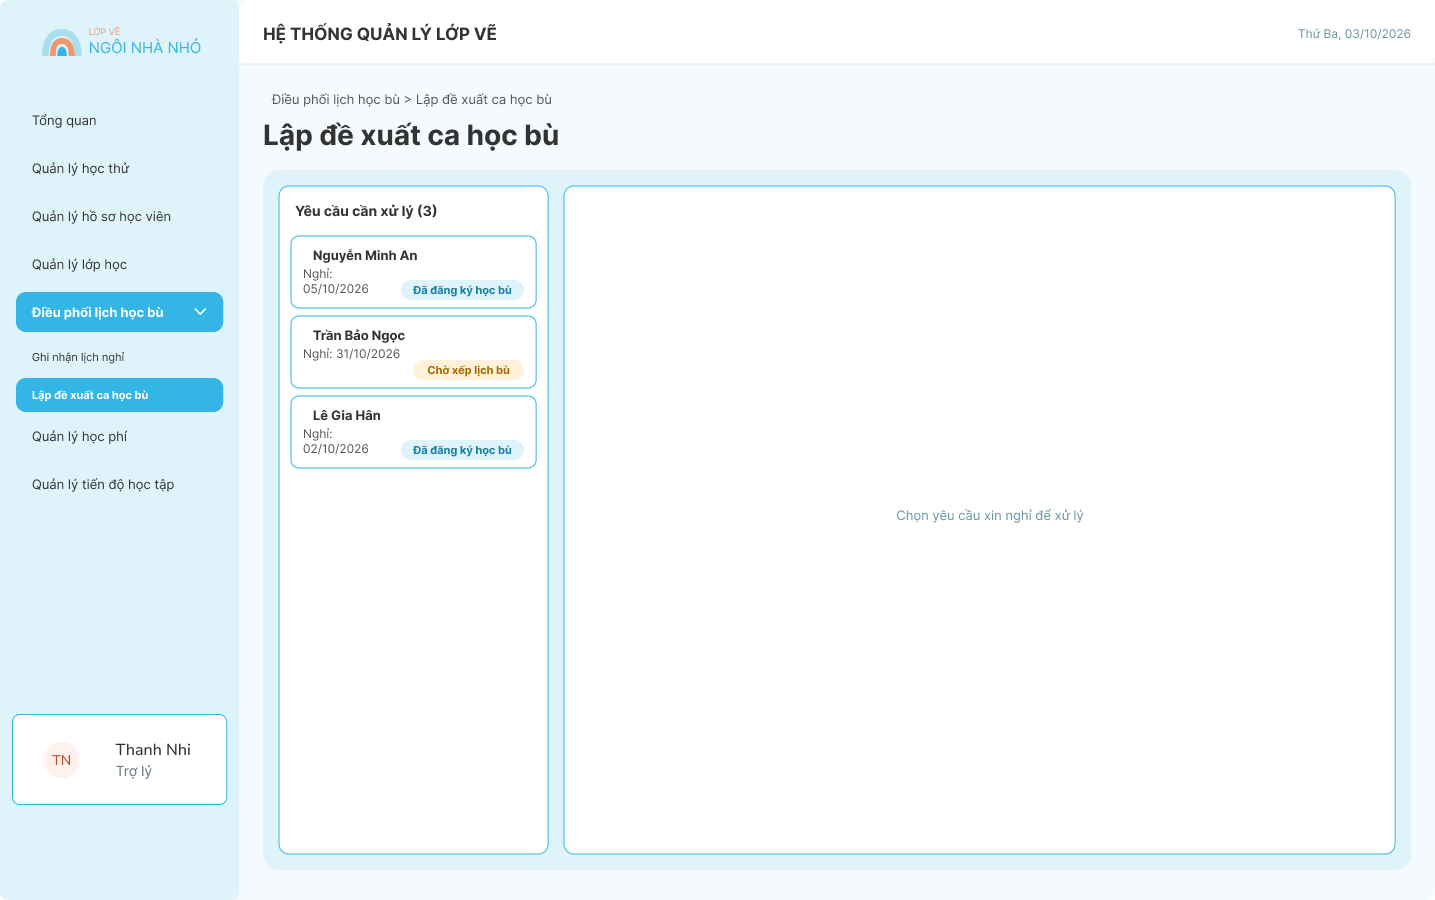 LỚP VẼ
NGÔI NHÀ NHỎ
Tổng quan
Quản lý học thử
Quản lý hồ sơ học viên
Quản lý lớp học
Điều phối lịch học bù
Ghi nhận lịch nghỉ
Lập đề xuất ca học bù
Quản lý học phí
Quản lý tiến độ học tập
TN
Thanh Nhi
Trợ lý
HỆ THỐNG QUẢN LÝ LỚP VẼ
Thứ Ba, 03/10/2026
Điều phối lịch học bù > Lập đề xuất ca học bù
Lập đề xuất ca học bù
Yêu cầu cần xử lý (3)
Nguyễn Minh An
Nghỉ:
05/10/2026
Đã đăng ký học bù
Trần Bảo Ngọc
Nghỉ: 31/10/2026
Chờ xếp lịch bù
Lê Gia Hân
Nghỉ:
02/10/2026
Đã đăng ký học bù
Chọn yêu cầu xin nghỉ để xử lý